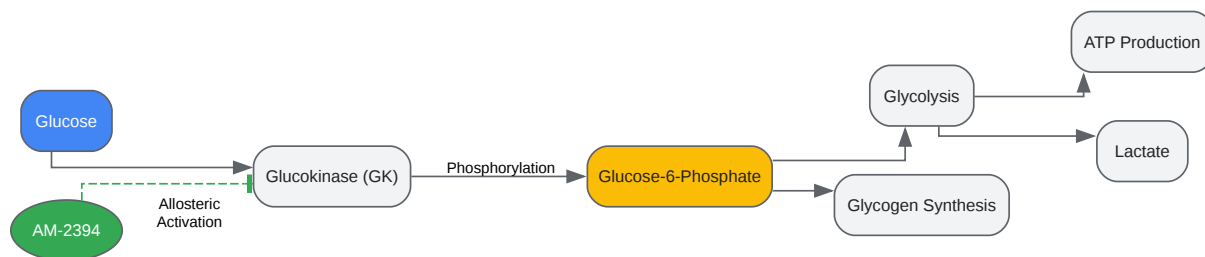 ATP Production
Glycolysis
Glucose
Lactate
Phosphorylation
Glucokinase (GK)
Glucose-6-Phosphate
Allosteric
Activation
Glycogen Synthesis
AM-2394